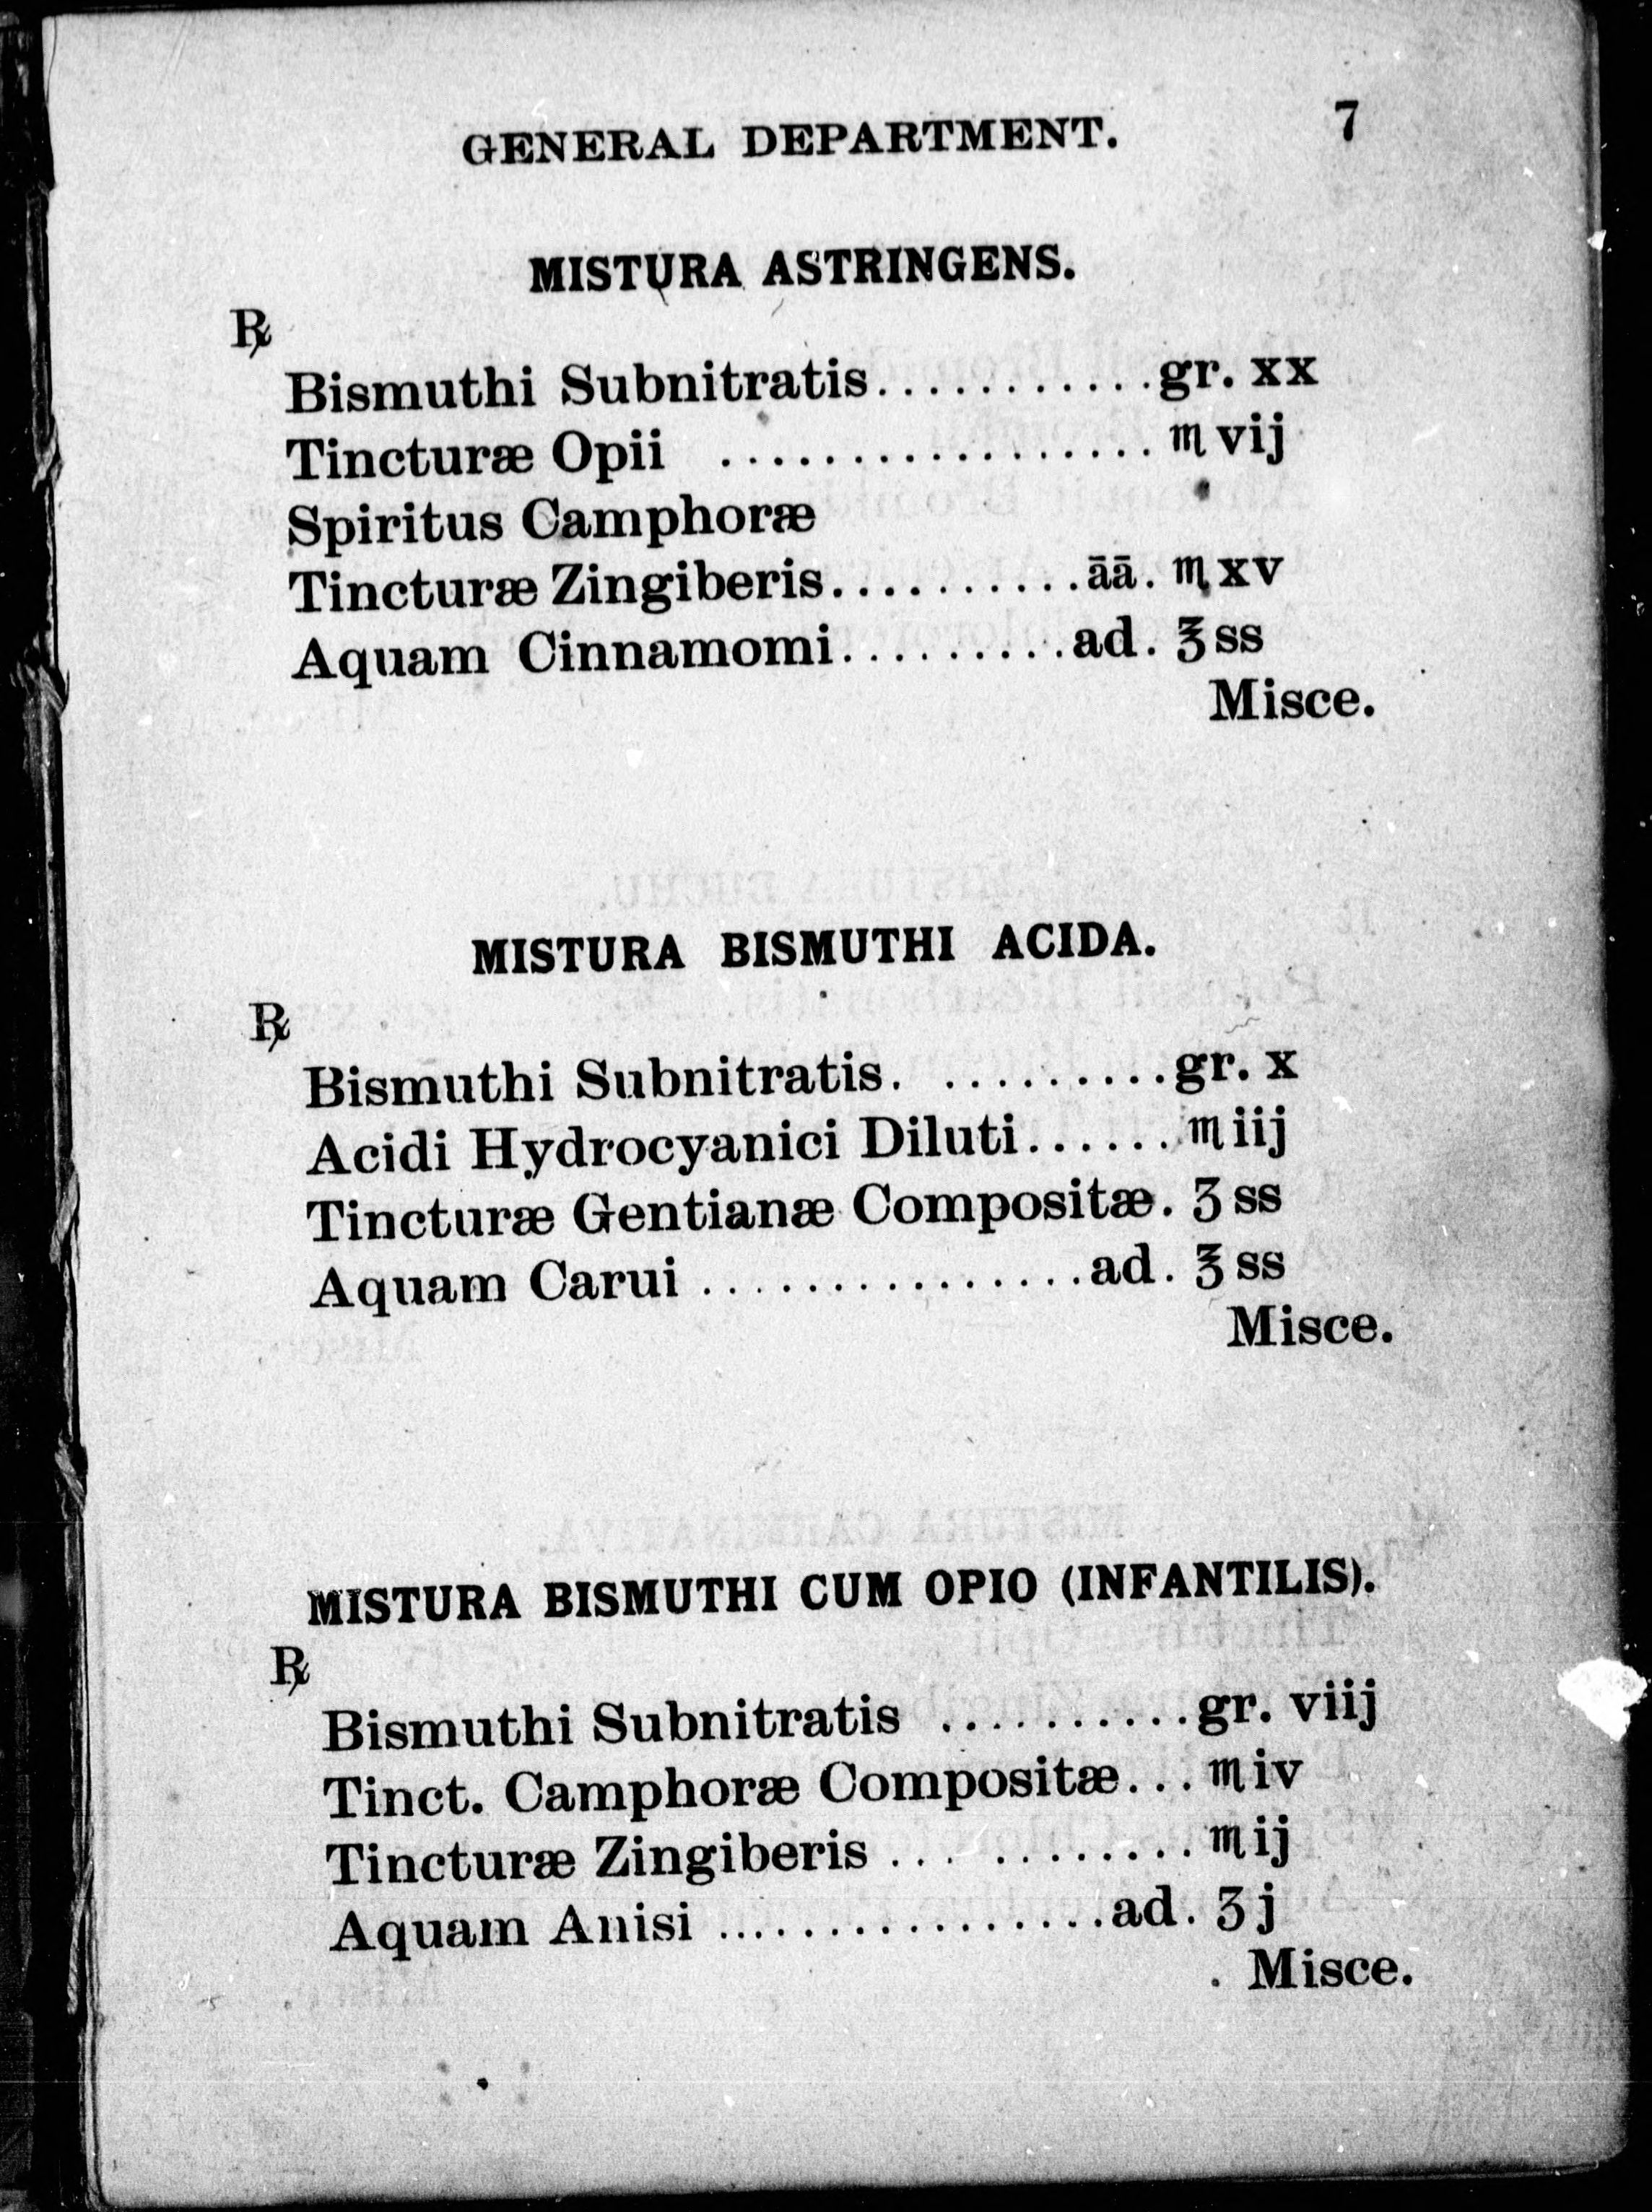 GENERAL DEPARTMENT. 7
MISTURA ASTRINGENS.
℞
Bismuthi Subnitratis...........gr. xx
Tincturæ Opii ................. ♏ vij
Spiritus Camphoræ
Tincturæ Zingiberis..........āā. ♏ xv
Aquam Cinnamomi.........ad. ℥ ss
Misce.
MISTURA BISMUTHI ACIDA.
℞
Bismuthi Subnitratis. ..........gr. x
Acidi Hydrocyanici Diluti...... ♏ iij
Tincturæ Gentianæ Compositæ. ʒ ss
Aquam Carui ...............ad. ℥ ss
Misce.
MISTURA BISMUTHI CUM OPIO (INFANTILIS).
℞
Bismuthi Subnitratis ..........gr. viij
Tinct. Camphoræ Compositæ... ♏ iv
Tincturæ Zingiberis ... ........ ♏ ij
Aquam Anisi ................ad. ʒ j
Misce.